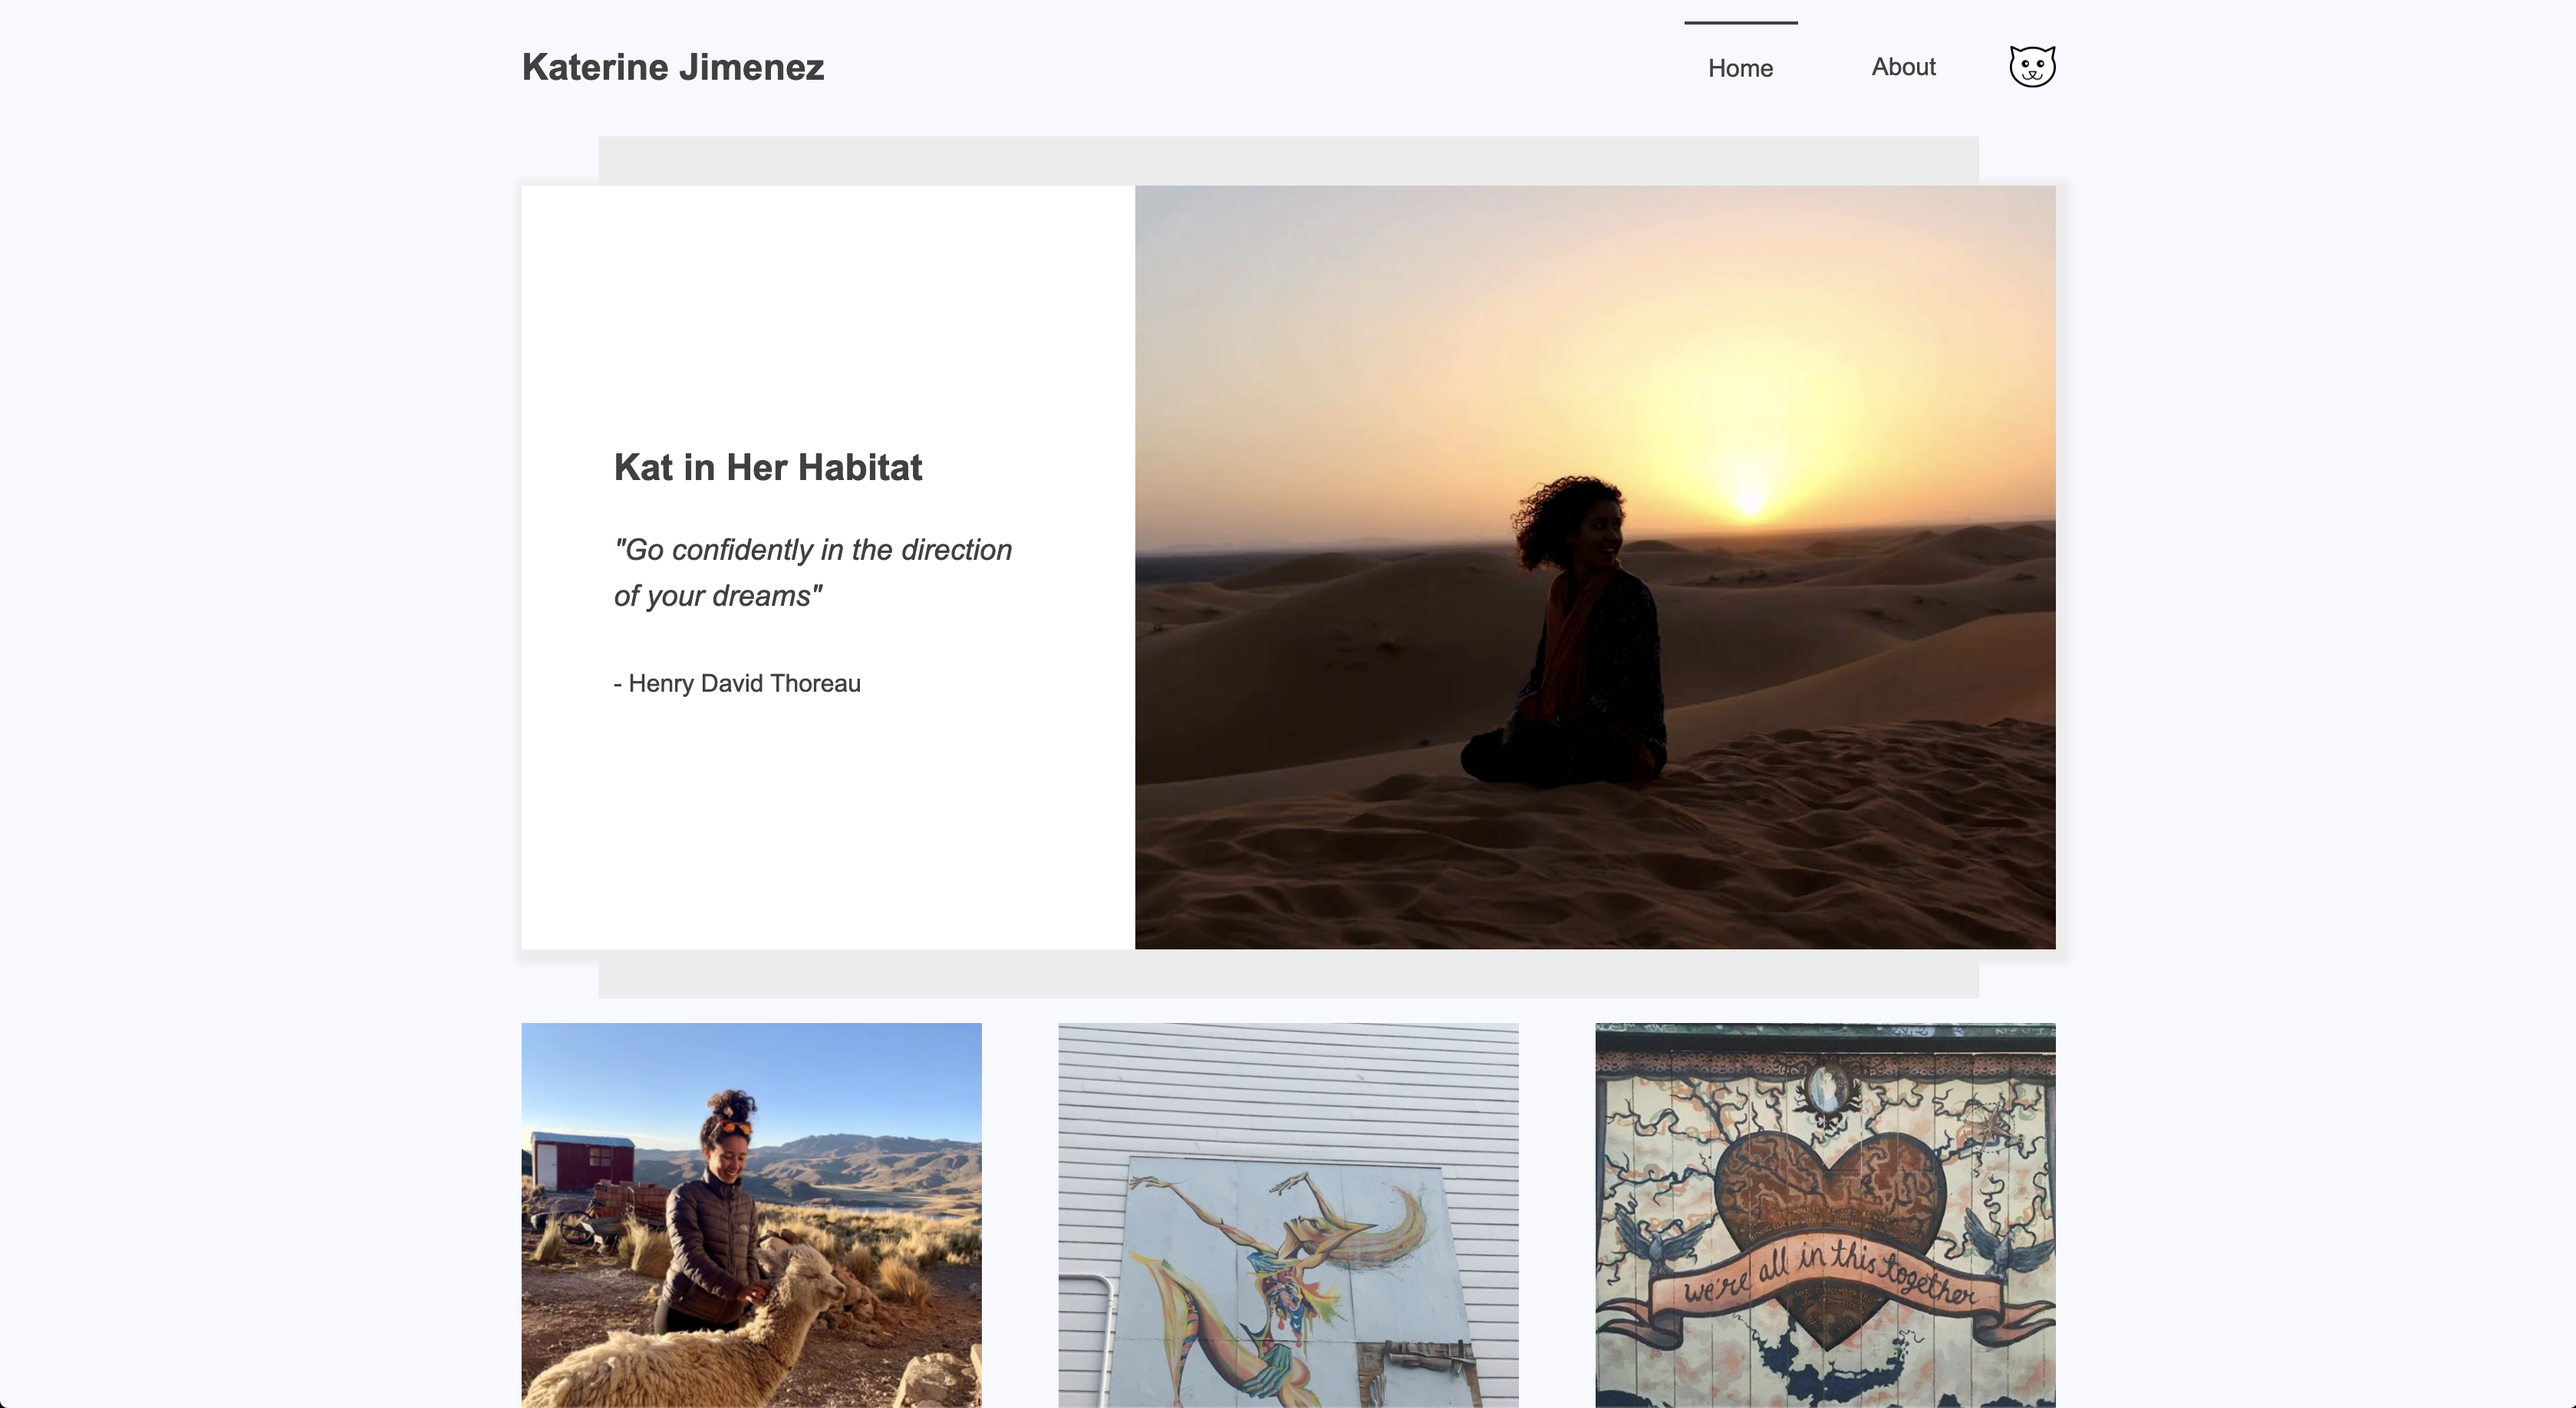 Katerine Jimenez
Home
About
Kat in Her Habitat
"Go confidently in the direction
of your dreams"
- Henry David Thoreau
we're all in this together